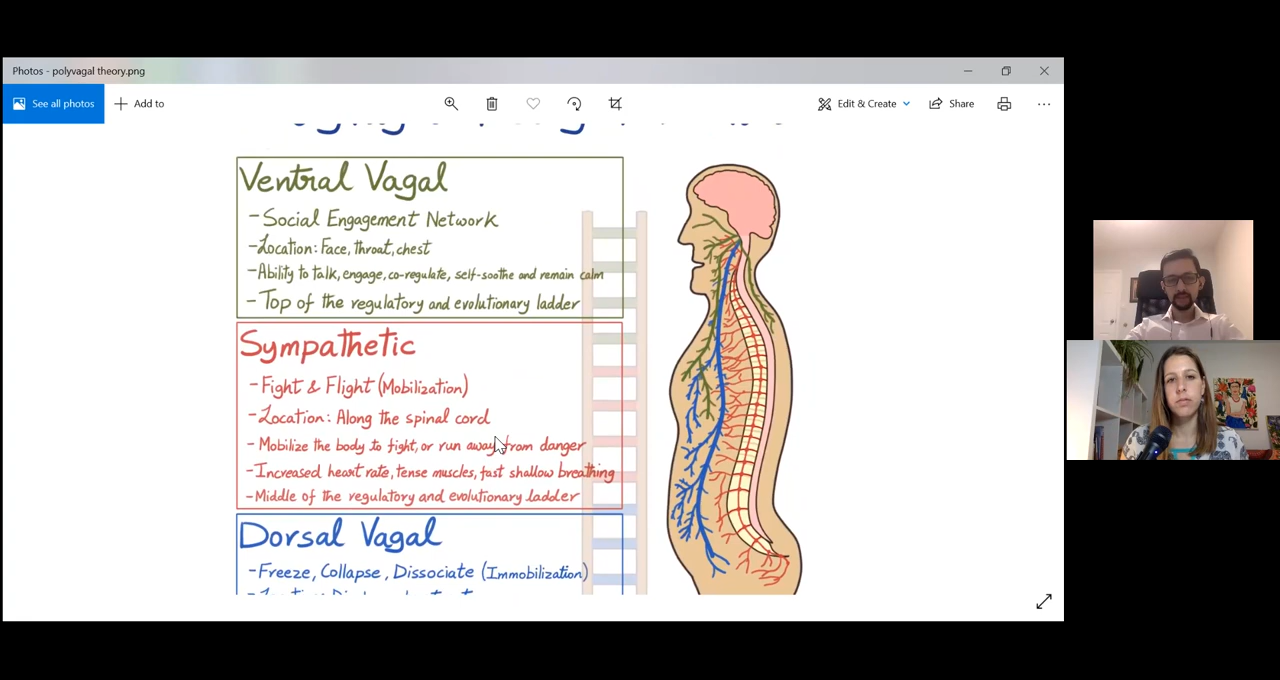 Photos - polyvagal theory.png
See all photos
Add to
Edit & Create
Share
Ventral Vagal
- Social Engagement Network
- Location: Face, throat, chest
- Ability to talk, engage, co-regulate, self-soothe and remain calm
- Top of the regulatory and evolutionary ladder
Sympathetic
- Fight & Flight (Mobilization)
- Location: Along the spinal cord
- Mobilize the body to fight, or run away from danger
- Increased heart rate, tense muscles, fast shallow breathing
- Middle of the regulatory and evolutionary ladder
Dorsal Vagal
- Freeze, Collapse, Dissociate (Immobilization)